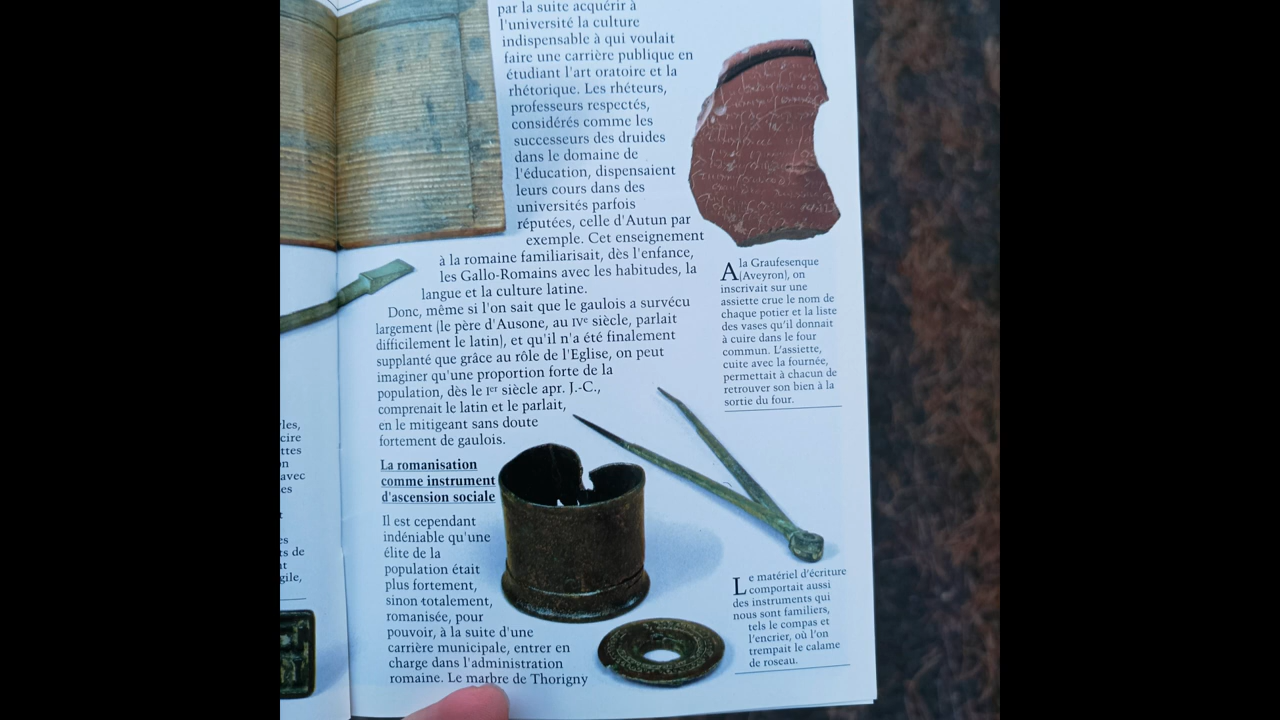 par la suite acquérir à
l'université la culture
indispensable à qui voulait
faire une carrière publique en
étudiant l'art oratoire et la
rhétorique. Les rhéteurs,
professeurs respectés,
considérés comme les
successeurs des druides
dans le domaine de
l'éducation, dispensaient
leurs cours dans des
universités parfois
réputées, celle d'Autun par
exemple. Cet enseignement
à la romaine familiarisait, dès l'enfance,
les Gallo-Romains avec les habitudes, la
langue et la culture latine.
Donc, même si l'on sait que le gaulois a survécu
largement (le père d'Ausone, au IVe siècle, parlait
difficilement le latin), et qu'il n'a été finalement
supplanté que grâce au rôle de l'Eglise, on peut
imaginer qu'une proportion forte de la
population, dès le Ier siècle apr. J.-C.,
comprenait le latin et le parlait,
en le mitigeant sans doute
fortement de gaulois.
La romanisation
comme instrument
d'ascension sociale
Il est cependant
indéniable qu'une
élite de la
population était
plus fortement,
sinon totalement,
romanisée, pour
pouvoir, à la suite d'une
carrière municipale, entrer en
charge dans l'administration
romaine. Le marbre de Thorigny
A la Graufesenque
(Aveyron), on
inscrivait sur une
assiette crue le nom de
chaque potier et la liste
des vases qu'il donnait
à cuire dans le four
commun. L'assiette,
cuite avec la fournée,
permettait à chacun de
retrouver son bien à la
sortie du four.
Le matériel d'écriture
comportait aussi
des instruments qui
nous sont familiers,
tels le compas et
l'encrier, où l'on
trempait le calame
de roseau.